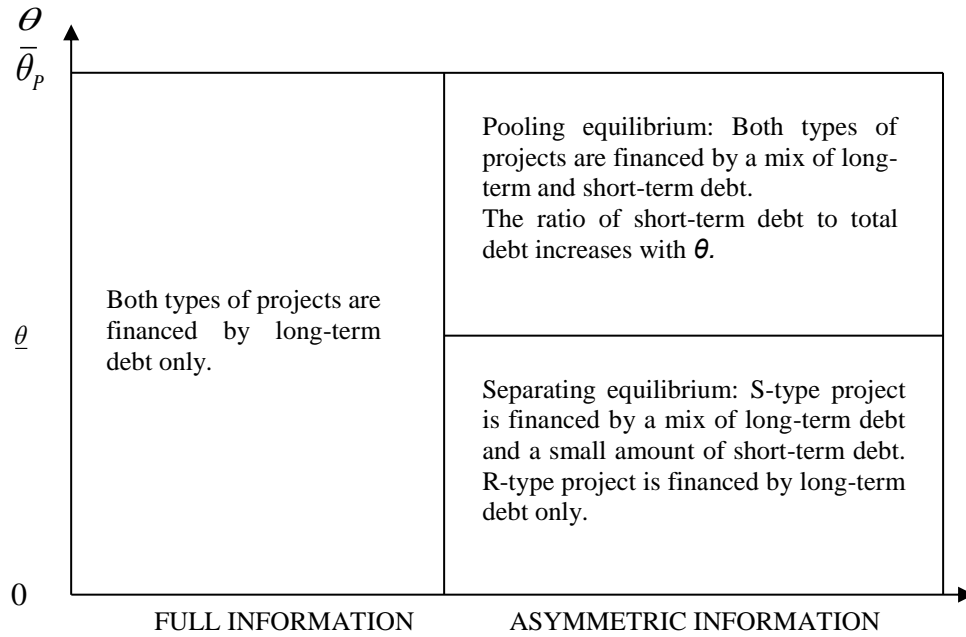 θ
θ̅_P
Pooling equilibrium: Both types of
projects are financed by a mix of long-
term and short-term debt.
The ratio of short-term debt to total
debt increases with θ.
Both types of projects are
financed by long-term
debt only.
θ̲
Separating equilibrium: S-type project
is financed by a mix of long-term debt
and a small amount of short-term debt.
R-type project is financed by long-term
debt only.
0
FULL INFORMATION ASYMMETRIC INFORMATION